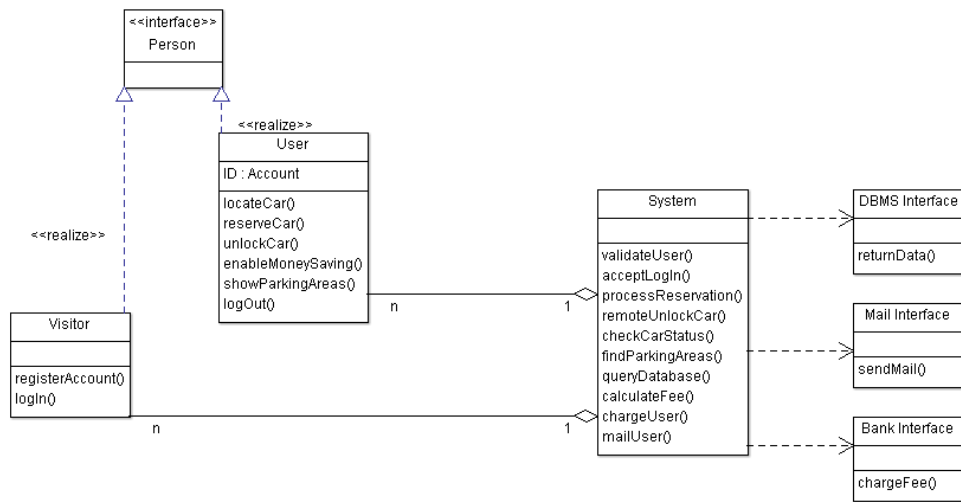 <<interface>>
Person
<<realize>>
User
ID : Account
locateCar()
reserveCar()
unlockCar()
enableMoneySaving()
showParkingAreas()
logOut()
<<realize>>
Visitor
registerAccount()
logIn()
n
1
n
1
System
validateUser()
acceptLogIn()
processReservation()
remoteUnlockCar()
checkCarStatus()
findParkingAreas()
queryDatabase()
calculateFee()
chargeUser()
mailUser()
DBMS Interface
returnData()
Mail Interface
sendMail()
Bank Interface
chargeFee()